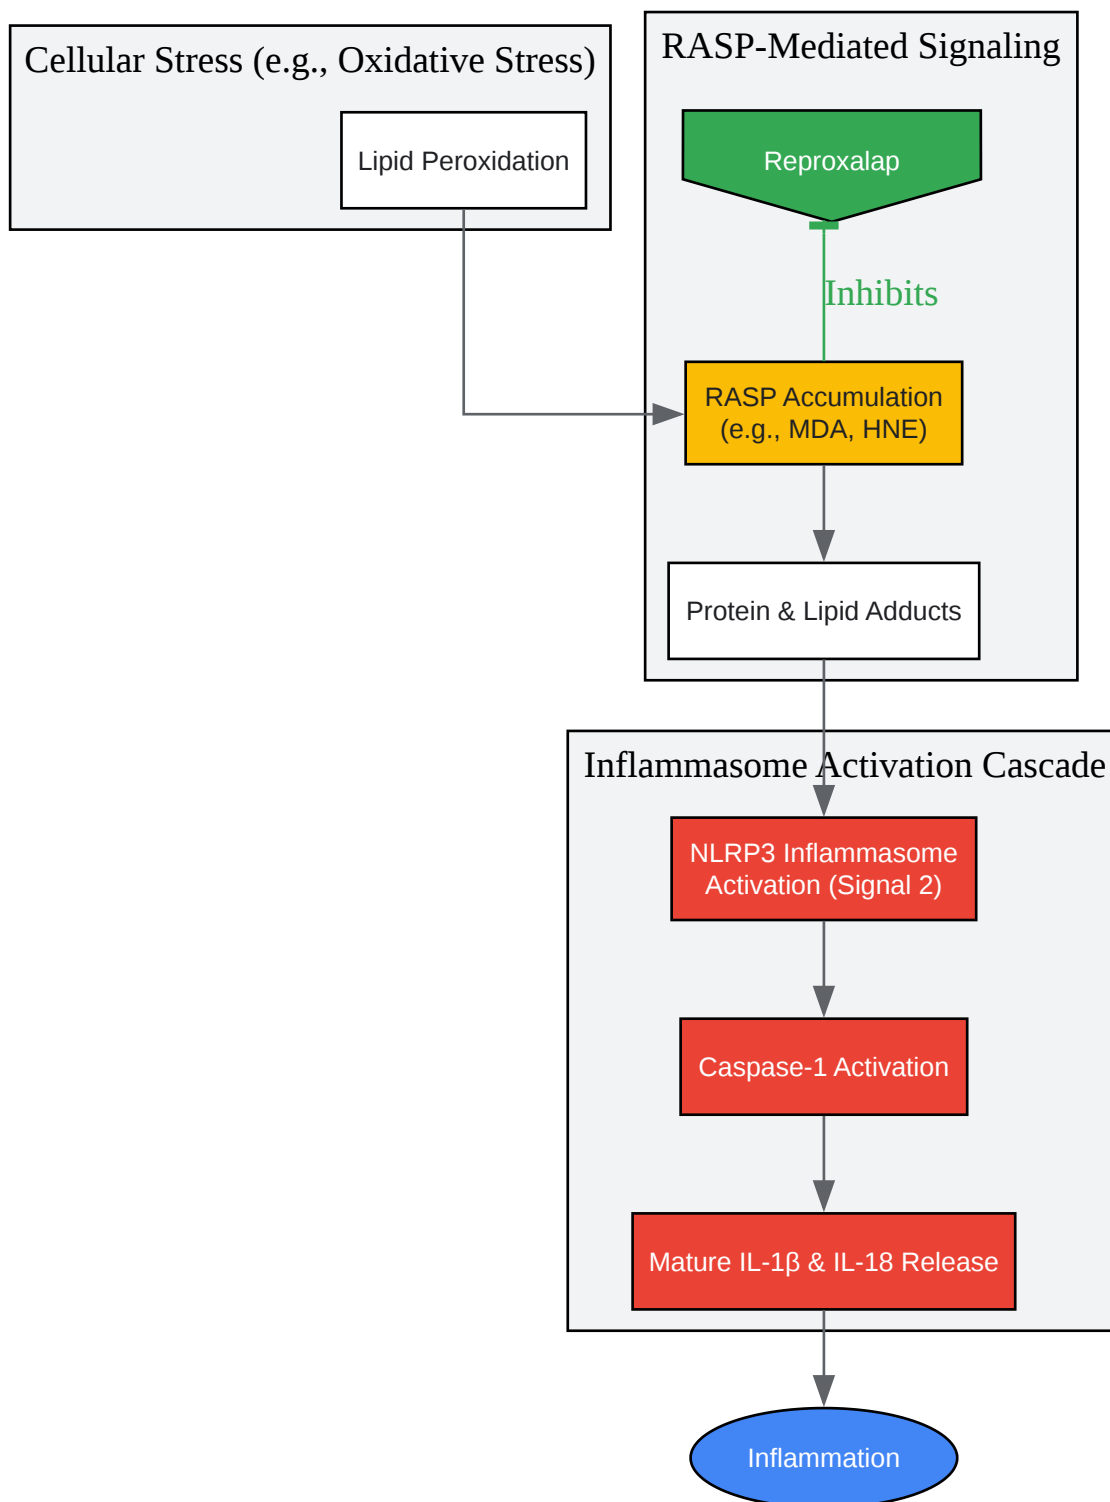 Cellular Stress (e.g., Oxidative Stress)
Lipid Peroxidation
RASP-Mediated Signaling
Reproxalap
Inhibits
RASP Accumulation
(e.g., MDA, HNE)
Protein & Lipid Adducts
Inflammasome Activation Cascade
NLRP3 Inflammasome
Activation (Signal 2)
Caspase-1 Activation
Mature IL-1β & IL-18 Release
Inflammation